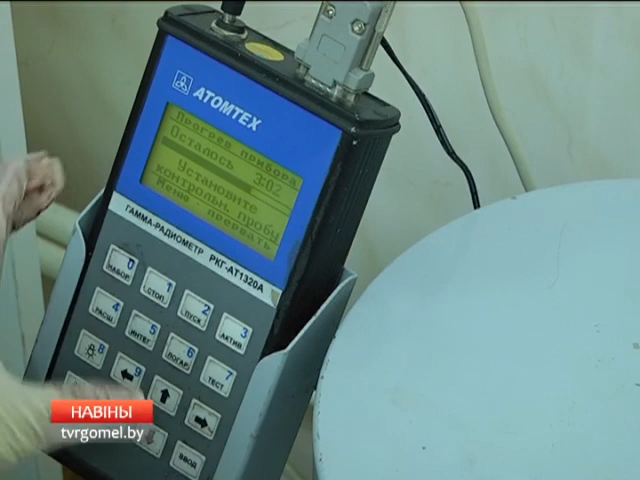 ATOMTEX
Прогрев прибора
Осталось 3:02
Установите
контрольн. пробу
Меню прервать
ГАММА-РАДИОМЕТР РКГ-АТ1320А
0 НАБОР
1 СТОП
2 ПУСК
3 АКТИВ
4 РАСШ
5 ИНТЕГ
6 ЛОГАР
7 ТЕСТ
8
9
ВВОД
НАВІНЫ
tvrgomel.by